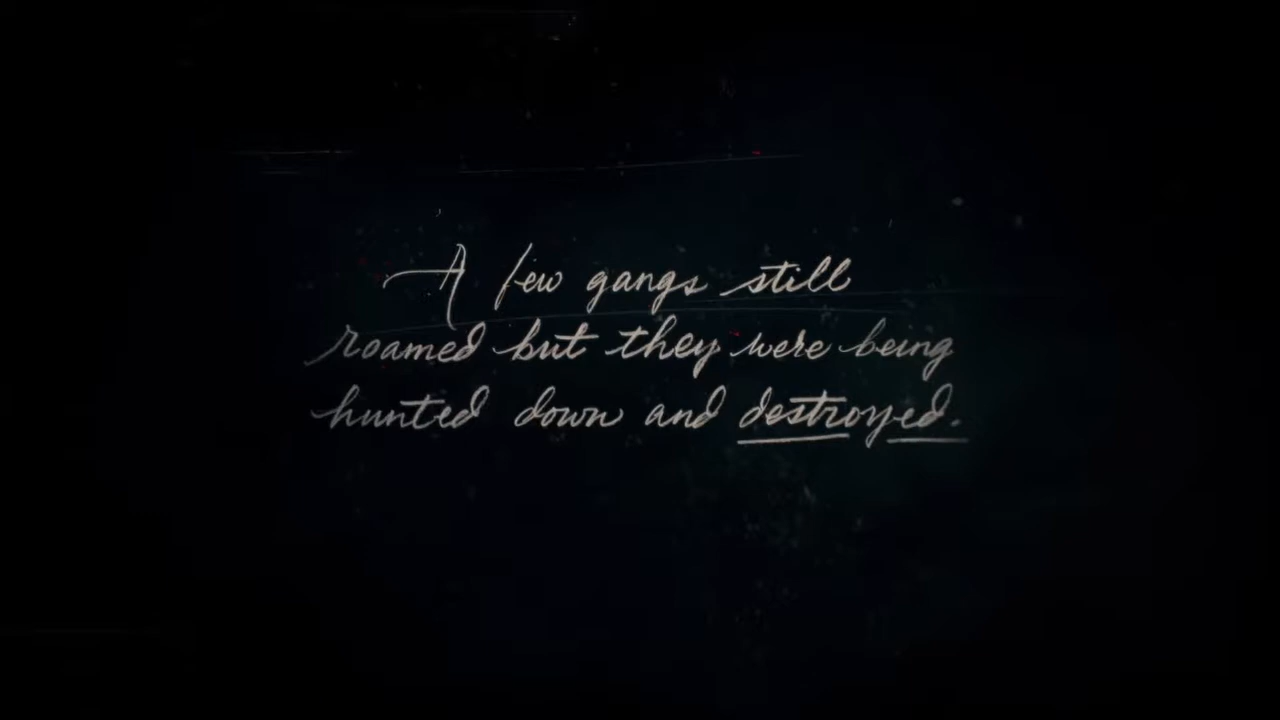 A few gangs still
roamed but they were being
hunted down and destroyed.